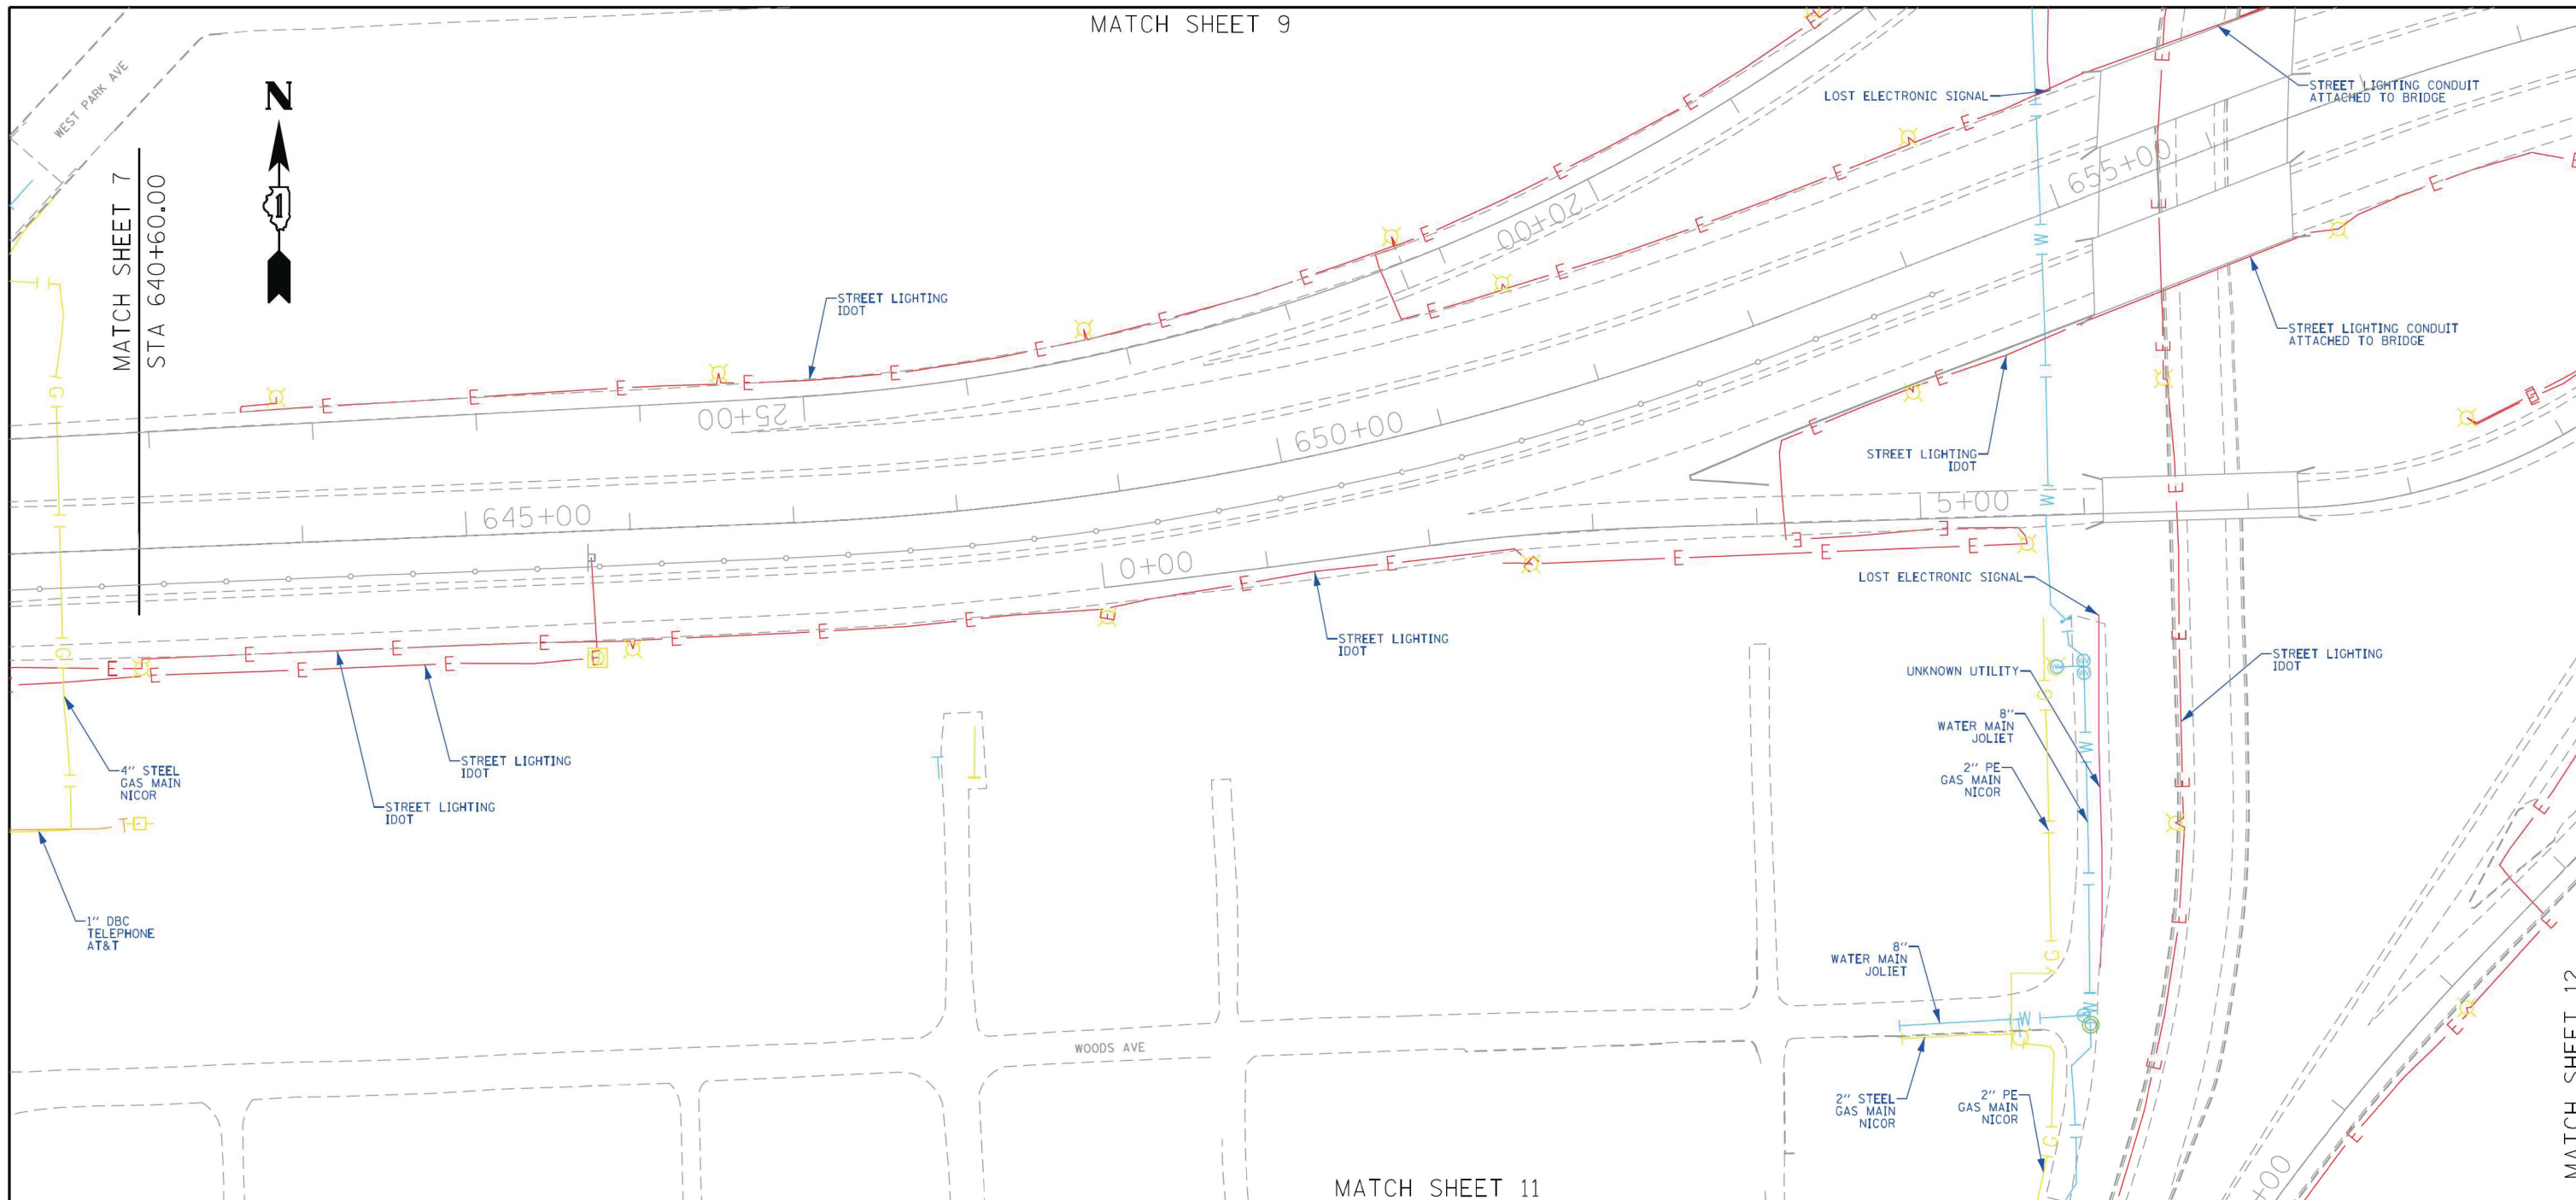 MATCH SHEET 9
WEST PARK AVE
N
1
MATCH SHEET 7
STA 640+60.00
LOST ELECTRONIC SIGNAL
STREET LIGHTING CONDUIT
ATTACHED TO BRIDGE
655+00
20+00
STREET LIGHTING
IDOT
STREET LIGHTING CONDUIT
ATTACHED TO BRIDGE
25+00
650+00
STREET LIGHTING
IDOT
645+00
5+00
0+00
LOST ELECTRONIC SIGNAL
STREET LIGHTING
IDOT
STREET LIGHTING
IDOT
UNKNOWN UTILITY
8"
WATER MAIN
JOLIET
2" PE
GAS MAIN
NICOR
4" STEEL
GAS MAIN
NICOR
STREET LIGHTING
IDOT
STREET LIGHTING
IDOT
1" DBC
TELEPHONE
AT&T
8"
WATER MAIN
JOLIET
WOODS AVE
2" STEEL
GAS MAIN
NICOR
2" PE
GAS MAIN
NICOR
MATCH SHEET 12
+00
MATCH SHEET 11